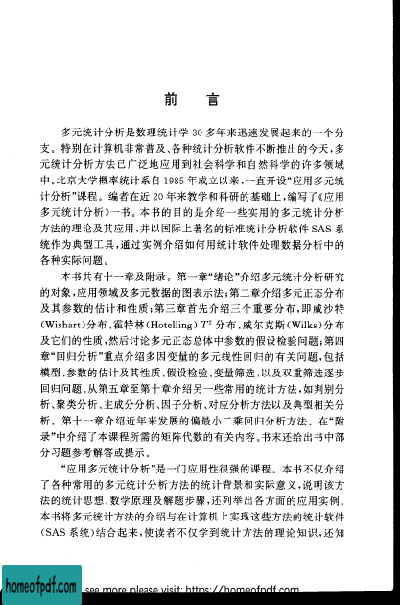 前 言
多元统计分析是数理统计学 30 多年来迅速发展起来的一个分
支。特别在计算机非常普及、各种统计分析软件不断推出的今天,多
元统计分析方法已广泛地应用到社会科学和自然科学的许多领域
中。北京大学概率统计系自 1985 年成立以来,一直开设“应用多元统
计分析”课程。编者在近 20 年来教学和科研的基础上,编写了《应用
多元统计分析》一书。本书的目的是介绍一些实用的多元统计分析
方法的理论及其应用,并以国际上著名的标准统计分析软件 SAS 系
统作为典型工具,通过实例介绍如何用统计软件处理数据分析中的
各种实际问题。
本书共有十一章及附录。第一章“绪论”介绍多元统计分析研究
的对象,应用领域及多元数据的图表示法;第二章介绍多元正态分布
及其参数的估计和性质;第三章首先介绍三个重要分布,即威沙特
(Wishart)分布、霍特林(Hotelling) T² 分布、威尔克斯(Wilks)分布
及它们的性质,然后讨论多元正态总体中参数的假设检验问题;第四
章“回归分析”重点介绍多因变量的多元线性回归的有关问题,包括
模型、参数的估计及其性质、假设检验、变量筛选,以及双重筛选逐步
回归问题。从第五章至第十章介绍另一些常用的统计方法,如判别分
析、聚类分析、主成分分析、因子分析、对应分析方法以及典型相关分
析。第十一章介绍近年来发展的偏最小二乘回归分析方法。在“附
录”中介绍了本课程所需的矩阵代数的有关内容。书末还给出书中部
分习题参考解答或提示。
“应用多元统计分析”是一门应用性很强的课程。本书不仅介绍
了各种常用的多元统计分析方法的统计背景和实际意义,说明该方
法的统计思想、数学原理及解题步骤,还列举出各方面的应用实例。
本书将多元统计方法的介绍与在计算机上实现这些方法的统计软件
(SAS 系统)结合起来,使读者不仅学到统计方法的理论知识,还知
homeofpdf.com
see more please visit: https://homeofpdf.com